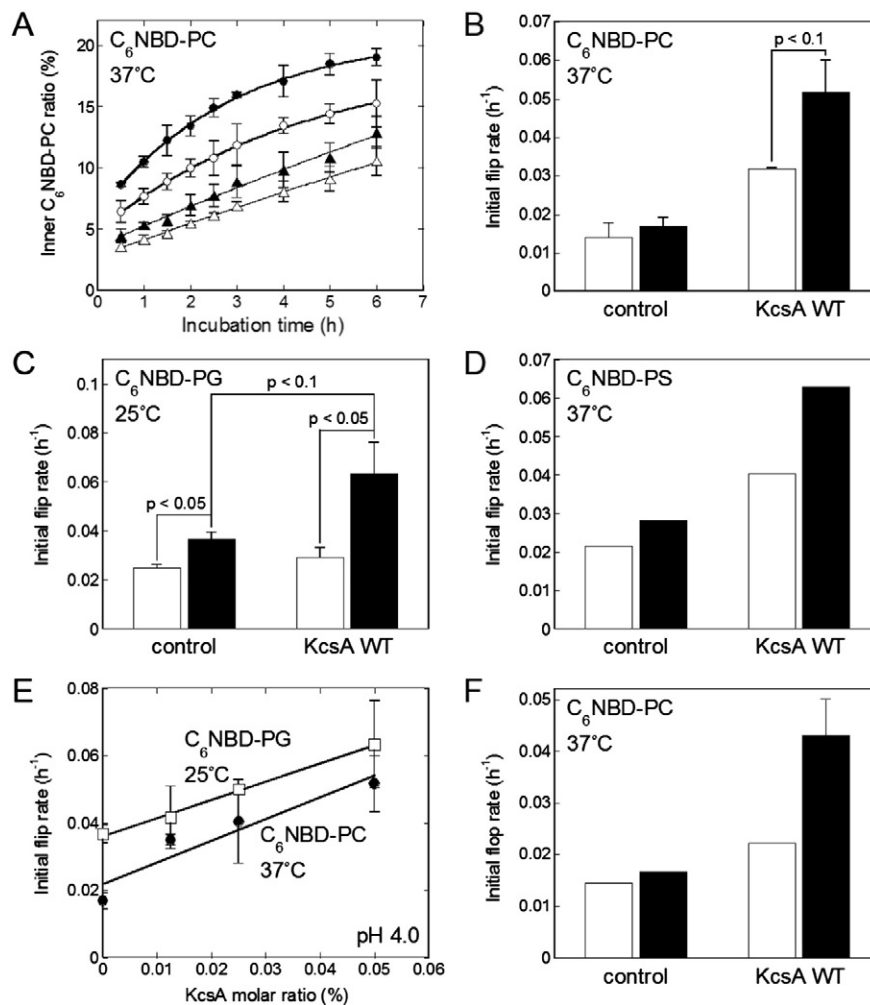 A
C6NBD-PC
37°C
Inner C6NBD-PC ratio (%)
20
15
10
5
0
0 1 2 3 4 5 6 7
Incubation time (h)
B
C6NBD-PC
37°C
p < 0.1
Initial flip rate (h-1)
0.07
0.06
0.05
0.04
0.03
0.02
0.01
0
control KcsA WT
C
C6NBD-PG
25°C
p < 0.1
p < 0.05
p < 0.05
Initial flip rate (h-1)
0.1
0.08
0.06
0.04
0.02
0
control KcsA WT
D
C6NBD-PS
37°C
Initial flip rate (h-1)
0.07
0.06
0.05
0.04
0.03
0.02
0.01
0
control KcsA WT
E
C6NBD-PG
25°C
C6NBD-PC
37°C
pH 4.0
Initial flip rate (h-1)
0.08
0.06
0.04
0.02
0
0 0.01 0.02 0.03 0.04 0.05 0.06
KcsA molar ratio (%)
F
C6NBD-PC
37°C
Initial flop rate (h-1)
0.05
0.04
0.03
0.02
0.01
0
control KcsA WT